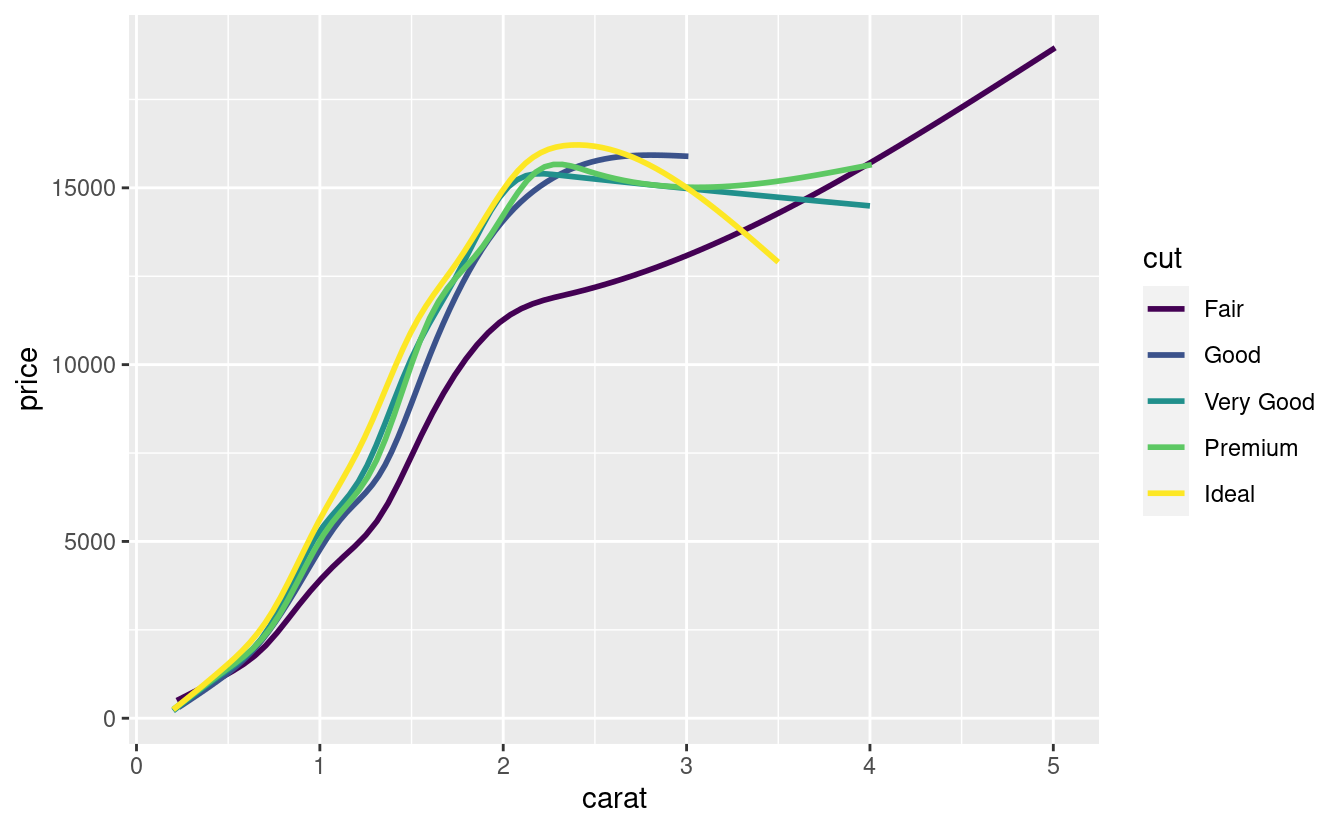 price
15000
10000
5000
0
0 1 2 3 4 5
carat
cut
Fair
Good
Very Good
Premium
Ideal